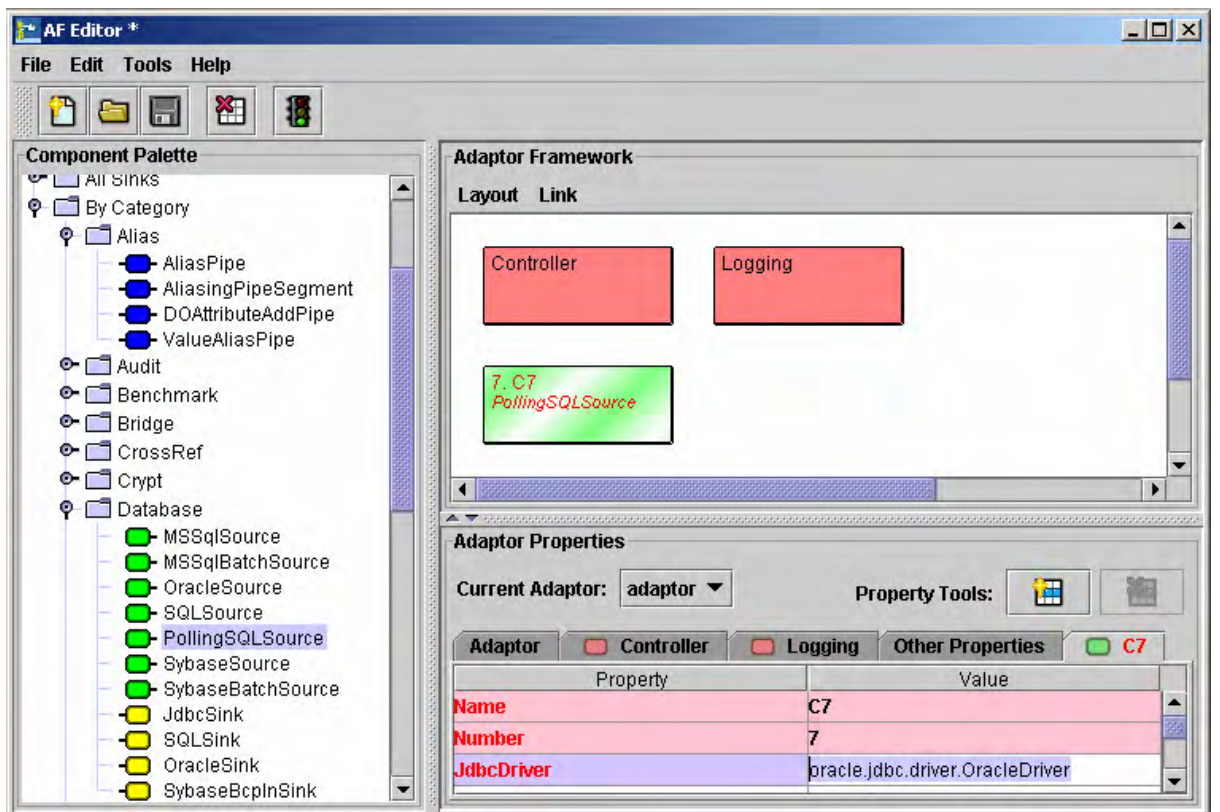 AF Editor *
File Edit Tools Help
Component Palette
All Sinks
By Category
Alias
AliasPipe
AliasingPipeSegment
DOAttributeAddPipe
ValueAliasPipe
Audit
Benchmark
Bridge
CrossRef
Crypt
Database
MSSqlSource
MSSqlBatchSource
OracleSource
SQLSource
PollingSQLSource
SybaseSource
SybaseBatchSource
JdbcSink
SQLSink
OracleSink
SybaseBcpInSink
Adaptor Framework
Layout Link
Controller Logging
7. C7
PollingSQLSource
Adaptor Properties
Current Adaptor: adaptor Property Tools:
Adaptor Controller Logging Other Properties C7
Property Value
Name C7
Number 7
JdbcDriver oracle.jdbc.driver.OracleDriver